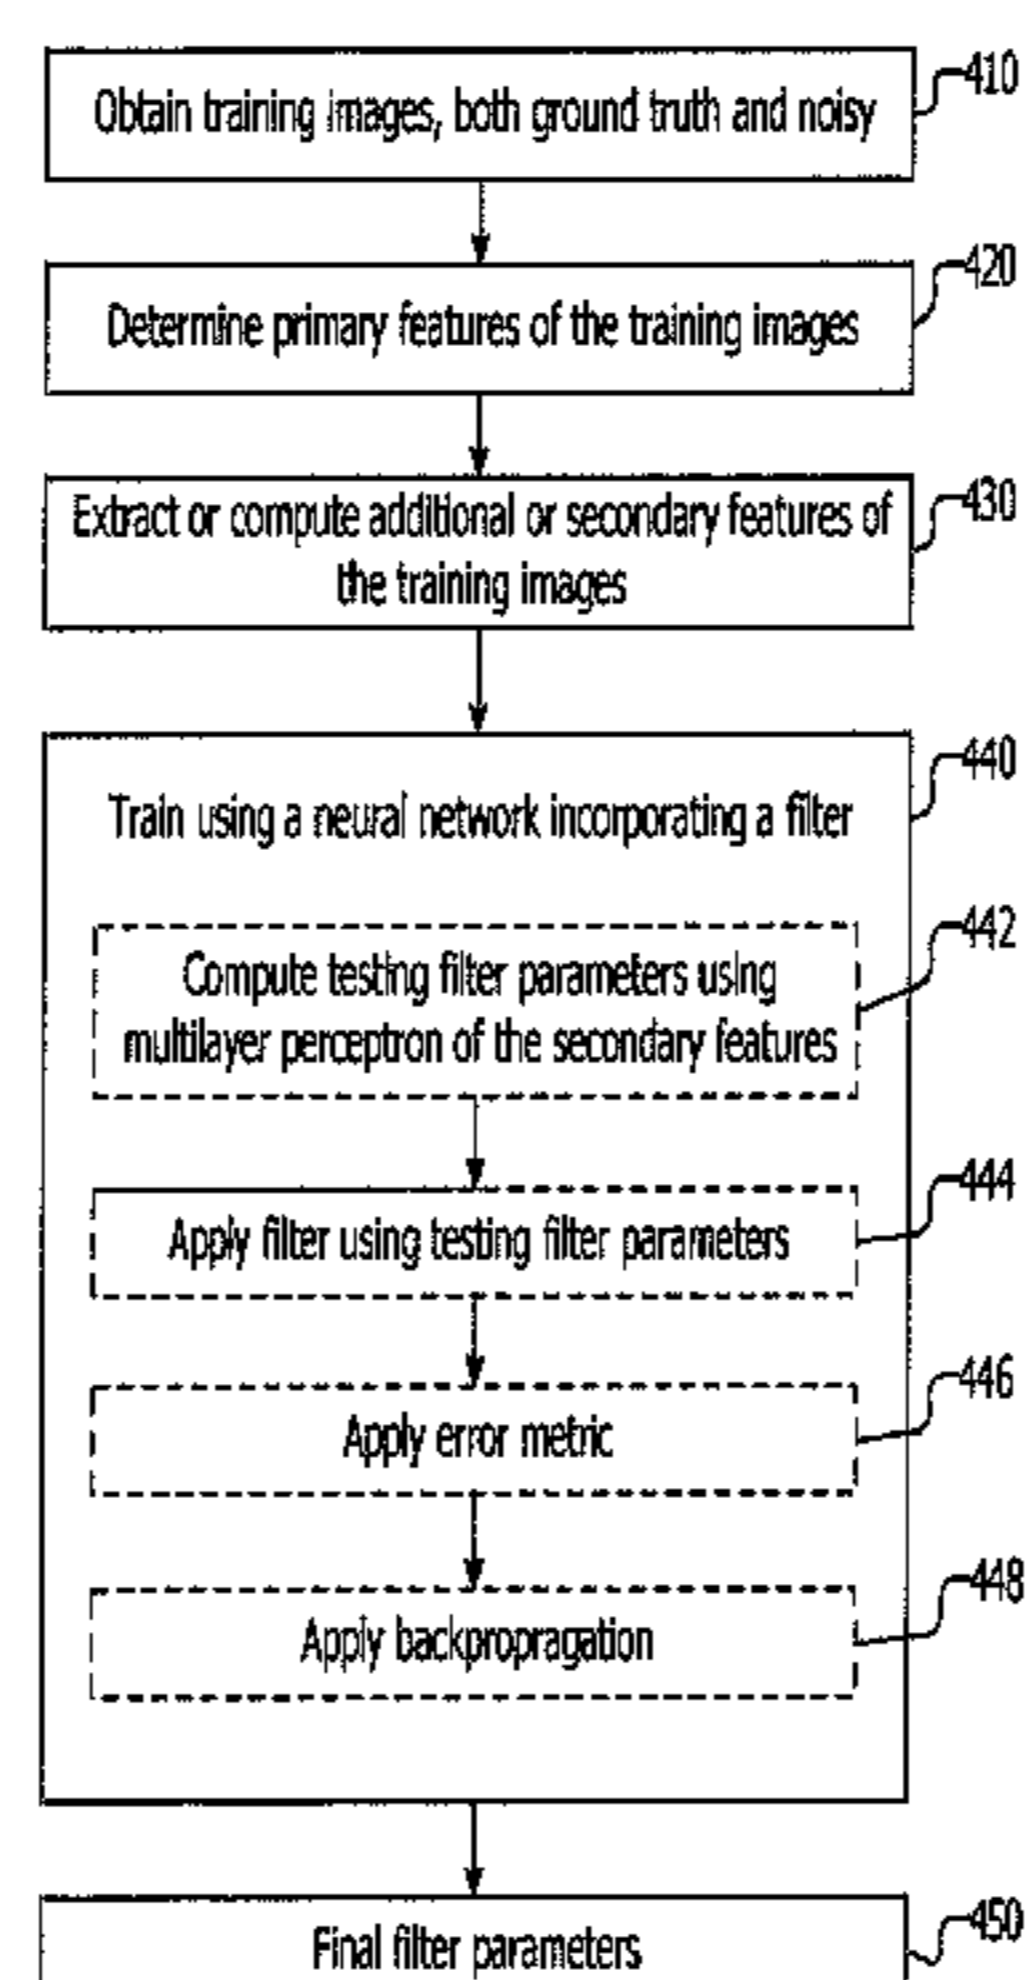 Obtain training images, both ground truth and noisy
410
Determine primary features of the training images
420
Extract or compute additional or secondary features of
the training images
430
Train using a neural network incorporating a filter
440
Compute testing filter parameters using
multilayer perceptron of the secondary features
442
Apply filter using testing filter parameters
444
Apply error metric
446
Apply backpropragation
448
Final filter parameters
450